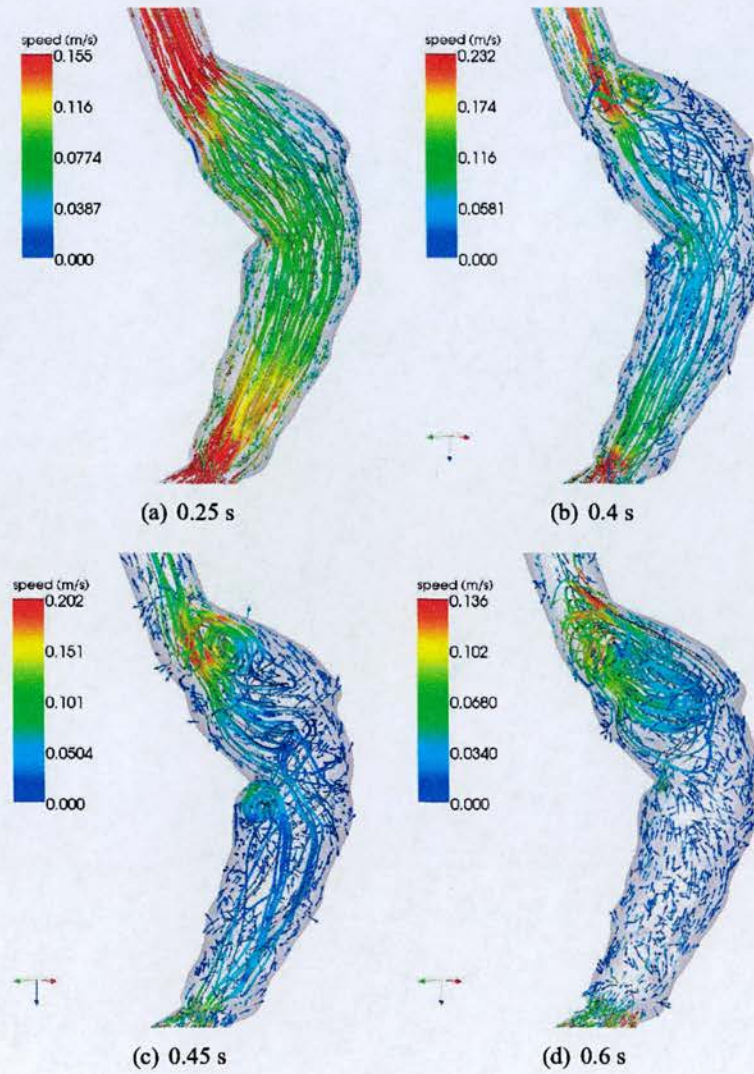 speed (m/s)
0.155
0.116
0.0774
0.0387
0.000
(a) 0.25 s
speed (m/s)
0.232
0.174
0.116
0.0581
0.000
(b) 0.4 s
speed (m/s)
0.202
0.151
0.101
0.0504
0.000
(c) 0.45 s
speed (m/s)
0.136
0.102
0.0680
0.0340
0.000
(d) 0.6 s